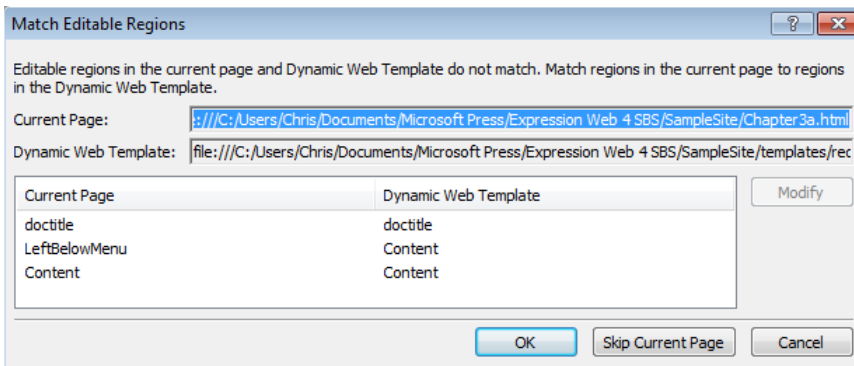 Match Editable Regions
Editable regions in the current page and Dynamic Web Template do not match. Match regions in the current page to regions
in the Dynamic Web Template.
Current Page: :///C:/Users/Chris/Documents/Microsoft Press/Expression Web 4 SBS/SampleSite/Chapter3a.html
Dynamic Web Template: file:///C:/Users/Chris/Documents/Microsoft Press/Expression Web 4 SBS/SampleSite/templates/rec
Current Page Dynamic Web Template Modify
doctitle doctitle
LeftBelowMenu Content
Content Content
OK Skip Current Page Cancel